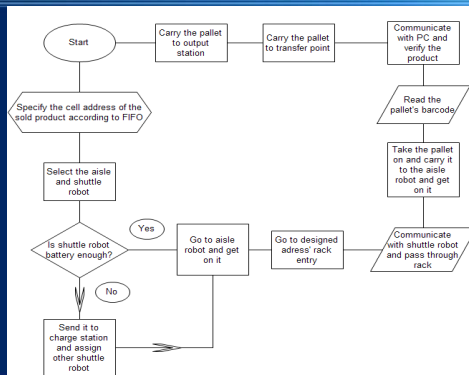 Start
Carry the pallet
to output
station
Carry the pallet
to transfer point
Communicate
with PC and
verify the
product
Specify the cell address of the
sold product according to FIFO
Read the
pallet's barcode
Select the aisle
and shuttle
robot
Take the pallet
on and carry it
to the aisle
robot and get
on it
Is shuttle robot
battery enough?
Yes
Go to aisle
robot and get
on it
Go to designed
adress' rack
entry
Communicate
with shuttle robot
and pass through
rack
No
Send it to
charge station
and assign
other shuttle
robot